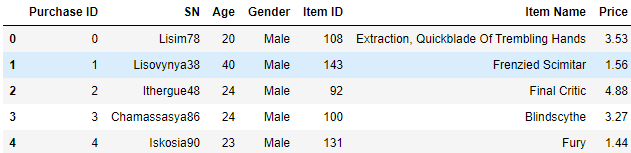 Purchase ID SN Age Gender Item ID Item Name Price
0 0 Lisim78 20 Male 108 Extraction, Quickblade Of Trembling Hands 3.53
1 1 Lisovynya38 40 Male 143 Frenzied Scimitar 1.56
2 2 Ithergue48 24 Male 92 Final Critic 4.88
3 3 Chamassasya86 24 Male 100 Blindscythe 3.27
4 4 Iskosia90 23 Male 131 Fury 1.44